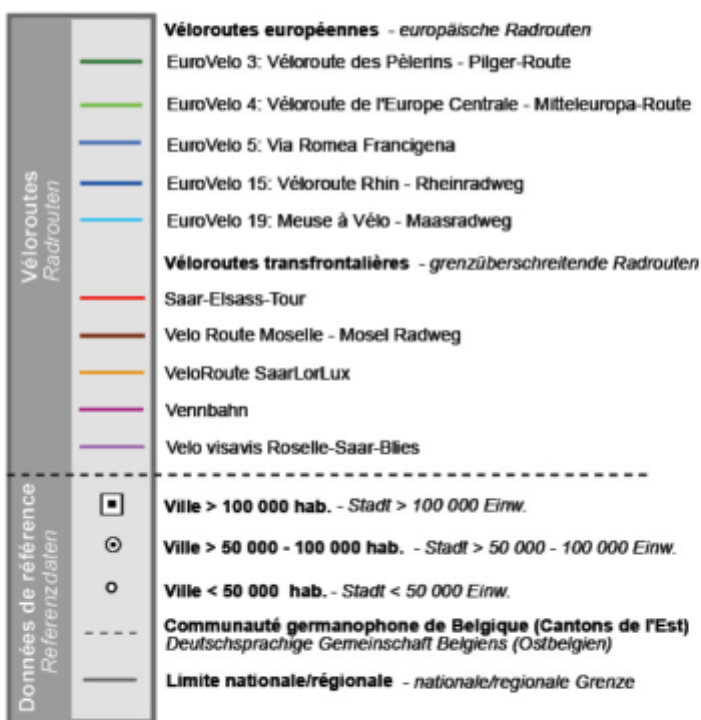 Véloroutes européennes - europäische Radrouten
EuroVelo 3: Véloroute des Pèlerins - Pilger-Route
EuroVelo 4: Véloroute de l'Europe Centrale - Mitteleuropa-Route
EuroVelo 5: Via Romea Francigena
EuroVelo 15: Véloroute Rhin - Rheinradweg
EuroVelo 19: Meuse à Vélo - Maasradweg
Véloroutes transfrontalières - grenzüberschreitende Radrouten
Saar-Elsass-Tour
Velo Route Moselle - Mosel Radweg
VeloRoute SaarLorLux
Vennbahn
Velo visavis Roselle-Saar-Blies
Véloroutes
Radrouten
Ville > 100 000 hab. - Stadt > 100 000 Einw.
Ville > 50 000 - 100 000 hab. - Stadt > 50 000 - 100 000 Einw.
Ville < 50 000 hab. - Stadt < 50 000 Einw.
Communauté germanophone de Belgique (Cantons de l'Est)
Deutschsprachige Gemeinschaft Belgiens (Ostbelgien)
Limite nationale/régionale - nationale/regionale Grenze
Données de référence
Referenzdaten